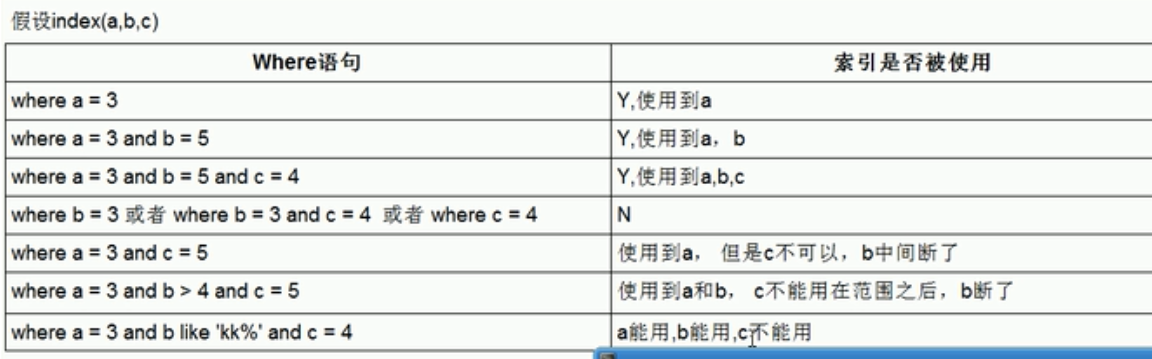 假设index(a,b,c)
Where语句 索引是否被使用
where a = 3 Y,使用到a
where a = 3 and b = 5 Y,使用到a，b
where a = 3 and b = 5 and c = 4 Y,使用到a,b,c
where b = 3 或者 where b = 3 and c = 4 或者 where c = 4 N
where a = 3 and c = 5 使用到a， 但是c不可以，b中间断了
where a = 3 and b > 4 and c = 5 使用到a和b， c不能用在范围之后，b断了
where a = 3 and b like 'kk%' and c = 4 a能用,b能用,c不能用